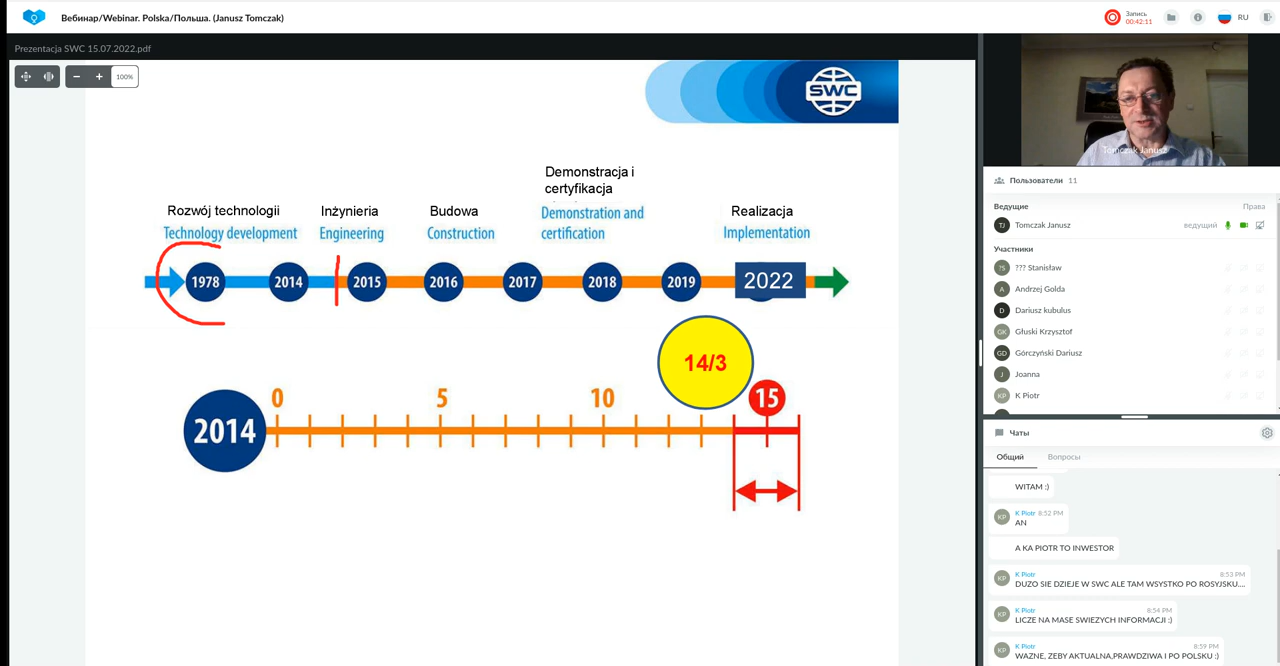 Вебинар/Webinar. Polska/Польша. (Janusz Tomczak)
Запись
00:42:11
RU
Prezentacja SWC 15.07.2022.pdf
100%
SWC
Demonstracja i
certyfikacja
Rozwój technologii
Inżynieria
Budowa
Demonstration and
certification
Realizacja
Technology development
Engineering
Construction
Implementation
1978
2014
2015
2016
2017
2018
2019
2022
14/3
2014
0
5
10
15
Tomczak Janusz
Пользователи 11
Ведущие
Права
TJ
Tomczak Janusz
ведущий
Участники
?S
??? Stanisław
A
Andrzej Golda
D
Dariusz kubulus
GK
Głuski Krzysztof
GD
Górczyński Dariusz
J
Joanna
KP
K Piotr
Чаты
Общий
Вопросы
WITAM :)
KP
K Piotr 8:52 PM
AN
A KA PIOTR TO INWESTOR
KP
K Piotr 8:53 PM
DUZO SIE DZIEJE W SWC ALE TAM WSYSTKO PO ROSYJSKU....
KP
K Piotr 8:54 PM
LICZE NA MASE SWIEZYCH INFORMACJI :)
KP
K Piotr 8:59 PM
WAZNE, ZEBY AKTUALNA,PRAWDZIWA I PO POLSKU :)